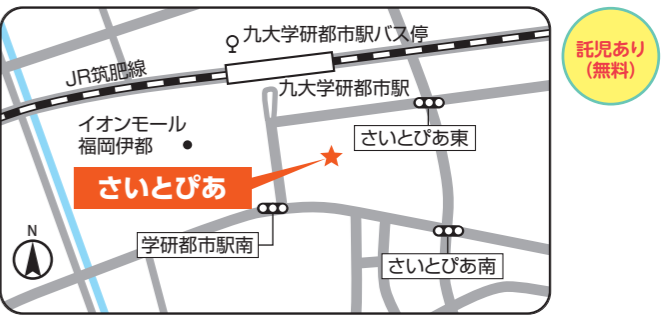 九大学研都市駅バス停
JR筑肥線
九大学研都市駅
イオンモール
福岡伊都
さいとぴあ東
さいとぴあ
学研都市駅南
さいとぴあ南
N
託児あり
(無料)